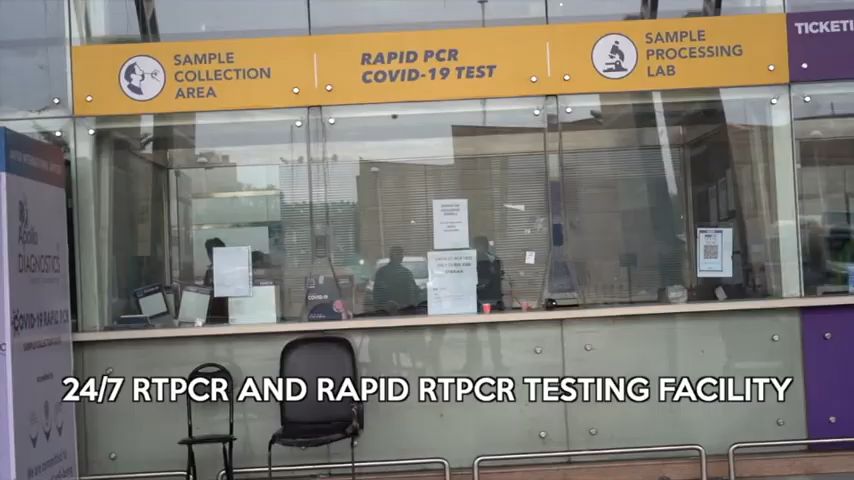 SAMPLE
COLLECTION
AREA
RAPID PCR
COVID-19 TEST
SAMPLE
PROCESSING
LAB
TICKETI
Apollo
DIAGNOSTICS
COVID-19 RAPID PCR
COVID
24/7 RTPCR AND RAPID RTPCR TESTING FACILITY